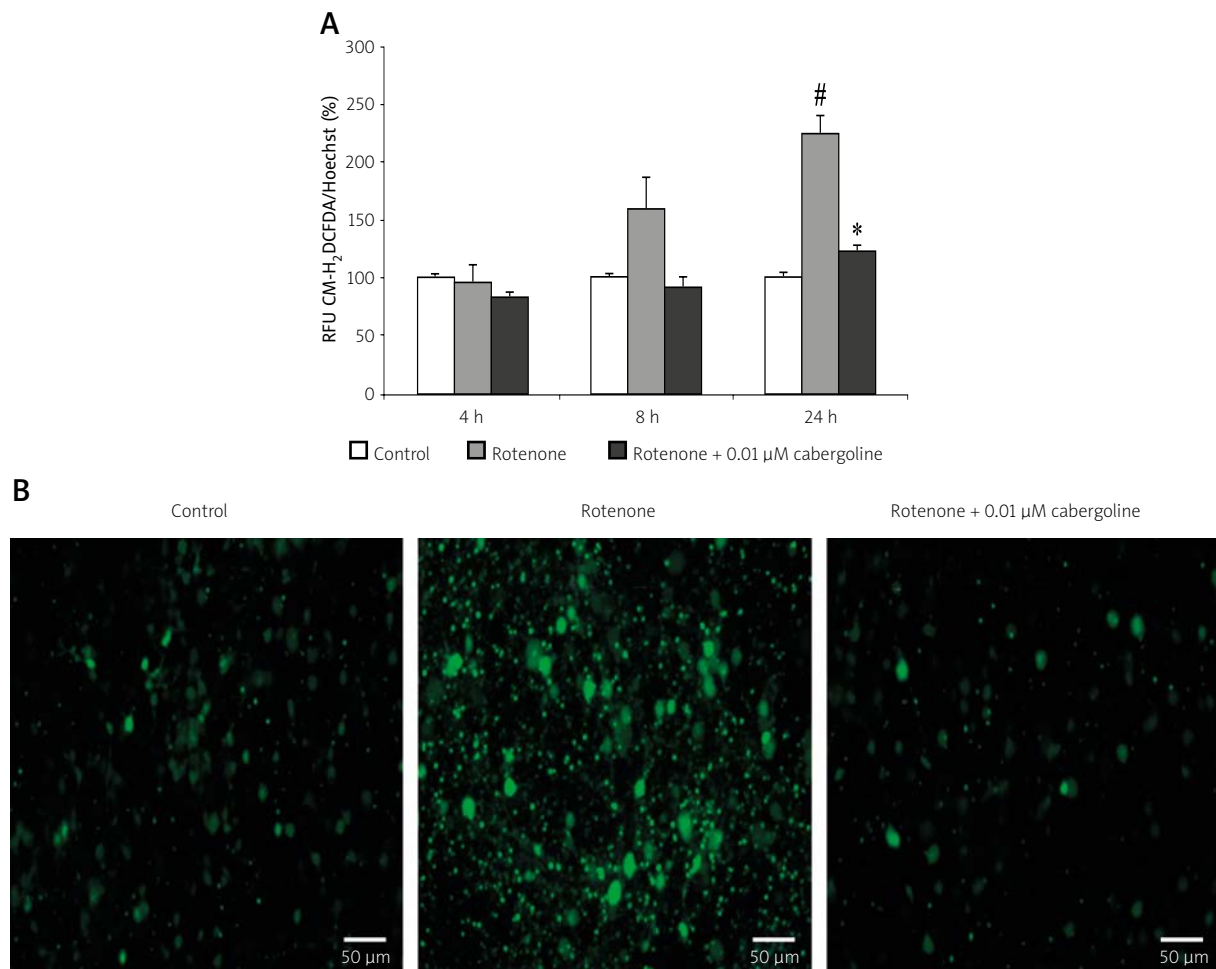 A
300
250
200
150
100
50
0
RFU CM-H₂DCFDA/Hoechst (%)
#
*
4 h 8 h 24 h
Control Rotenone Rotenone + 0.01 µM cabergoline
B
Control Rotenone Rotenone + 0.01 µM cabergoline
50 µm 50 µm 50 µm